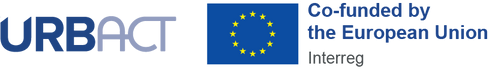 URBACT
Co-funded by
the European Union
Interreg